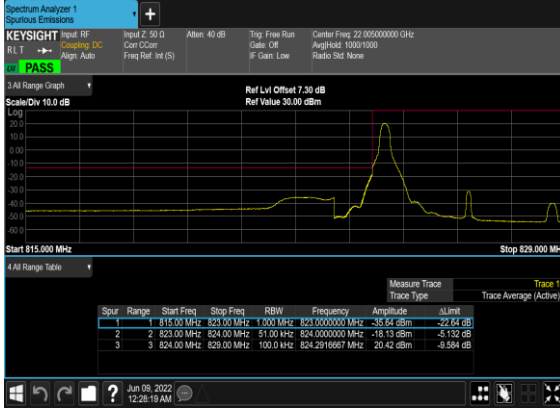 Spectrum Analyzer 1
Spurious Emissions
KEYSIGHT Input: RF Input Z: 50 Ω Atten: 40 dB Trig: Free Run Center Freq: 22.005000000 GHz
RLT Coupling: DC Corr CCorr Gate: Off Avg|Hold: 1000/1000
Align: Auto Freq Ref: Int (S) IF Gain: Low Radio Std: None
PASS
3.All Range Graph
Ref Lvl Offset 7.30 dB
Scale/Div 10.0 dB Ref Value 30.00 dBm
Log
20.0
10.0
0.00
-10.0
-20.0
-30.0
-40.0
-50.0
-60.0
Start 815.000 MHz Stop 829.000 MH
4.All Range Table
Measure Trace Trace 1
Trace Type Trace Average (Active)
Spur Range Start Freq Stop Freq RBW Frequency Amplitude ΔLimit
1 1 815.00 MHz 823.00 MHz 1.000 MHz 823.0000000 MHz -35.64 dBm -22.64 dB
2 2 823.00 MHz 824.00 MHz 51.00 kHz 824.0000000 MHz -18.13 dBm -5.132 dB
3 3 824.00 MHz 829.00 MHz 100.0 kHz 824.2916667 MHz 20.42 dBm -9.584 dB
Jun 09, 2022
12:28:19 AM